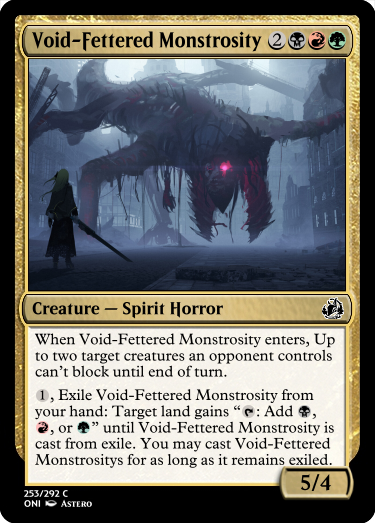 Void-Fettered Monstrosity 2
Creature — Spirit Horror
When Void-Fettered Monstrosity enters, Up
to two target creatures an opponent controls
can't block until end of turn.
1, Exile Void-Fettered Monstrosity from
your hand: Target land gains “: Add ,
, or ” until Void-Fettered Monstrosity is
cast from exile. You may cast Void-Fettered
Monstrositys for as long as it remains exiled.
5/4
253/292 C
ONI Astero